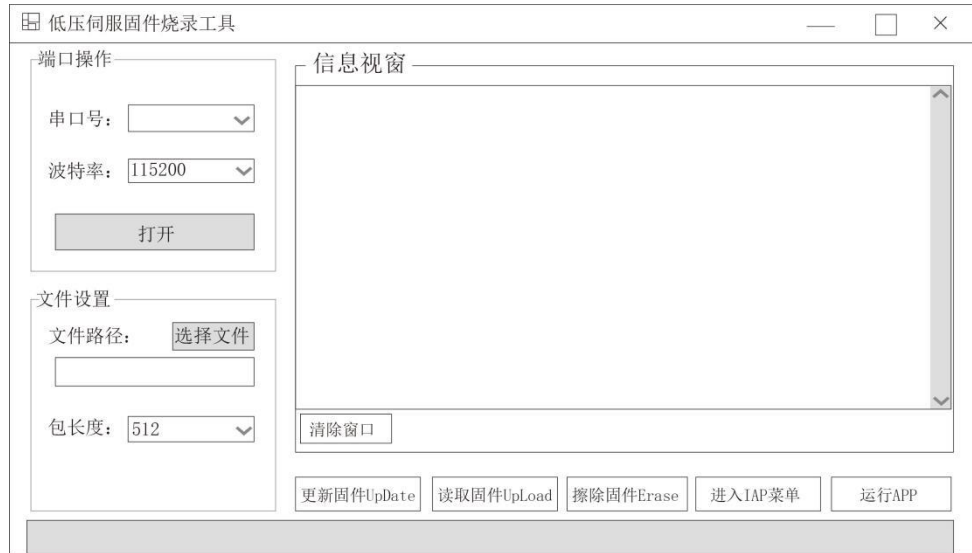 低压伺服固件烧录工具
端口操作
串口号：
波特率： 115200
打开
文件设置
文件路径： 选择文件
包长度： 512
信息视窗
清除窗口
更新固件UpDate 读取固件UpLoad 擦除固件Erase 进入IAP菜单 运行APP